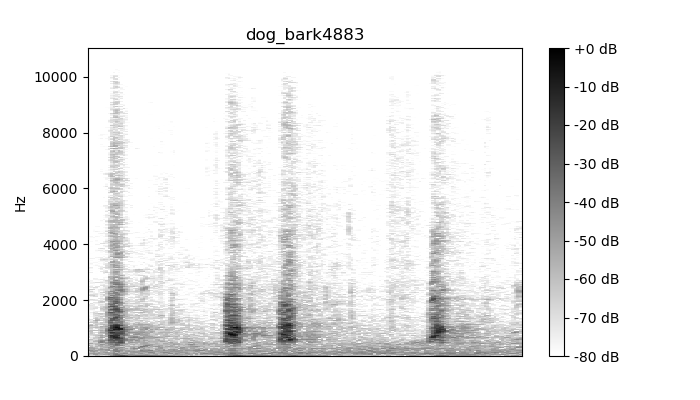 dog_bark4883
Hz
10000
8000
6000
4000
2000
0
+0 dB
-10 dB
-20 dB
-30 dB
-40 dB
-50 dB
-60 dB
-70 dB
-80 dB